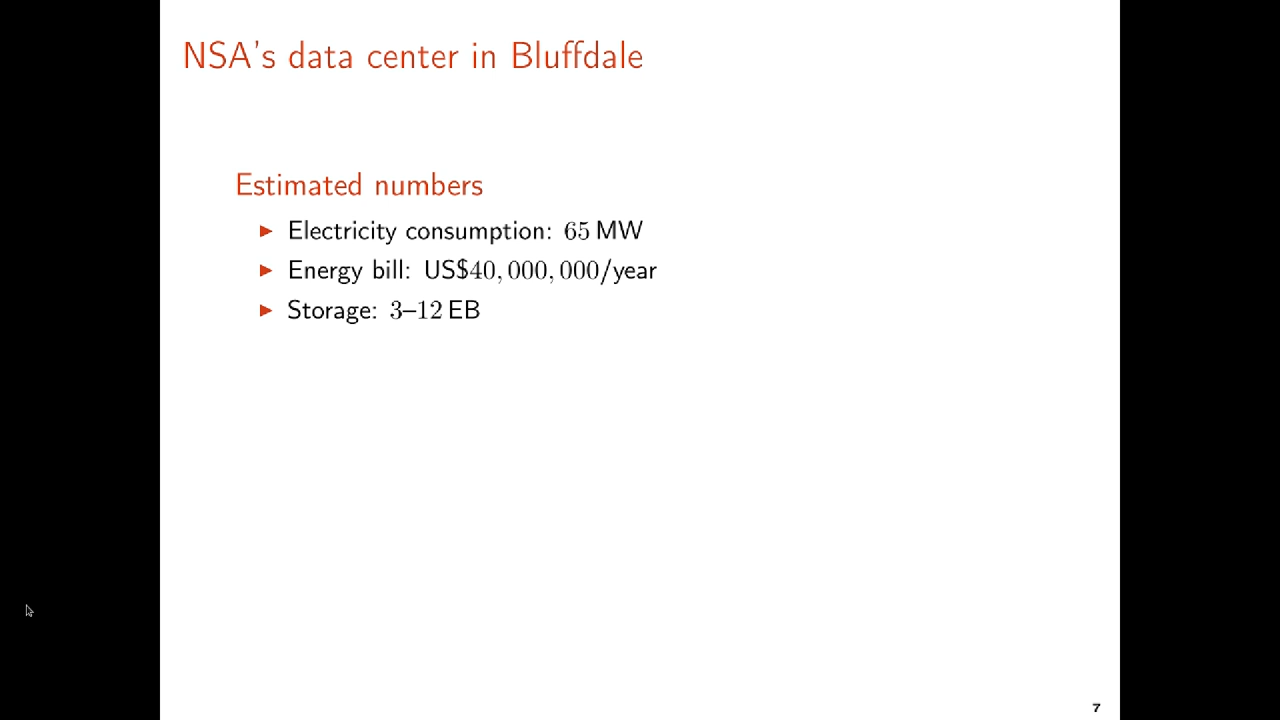 NSA's data center in Bluffdale
Estimated numbers
▶ Electricity consumption: 65 MW
▶ Energy bill: US$40, 000, 000/year
▶ Storage: 3–12 EB
7